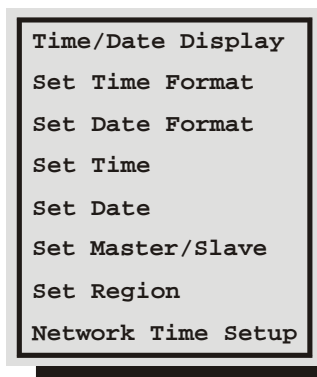 Time/Date Display
Set Time Format
Set Date Format
Set Time
Set Date
Set Master/Slave
Set Region
Network Time Setup